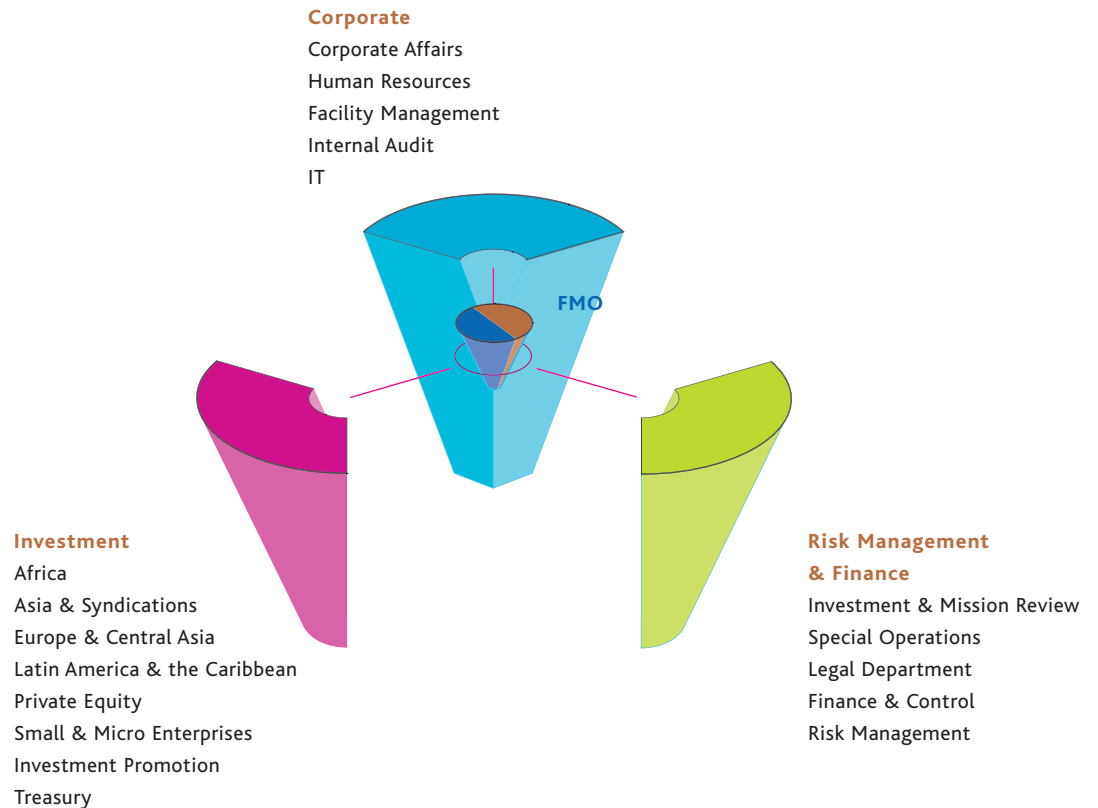 Corporate
Corporate Affairs
Human Resources
Facility Management
Internal Audit
IT
FMO
Investment
Africa
Asia & Syndications
Europe & Central Asia
Latin America & the Caribbean
Private Equity
Small & Micro Enterprises
Investment Promotion
Treasury
Risk Management
& Finance
Investment & Mission Review
Special Operations
Legal Department
Finance & Control
Risk Management